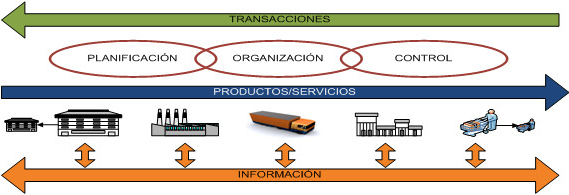 TRANSACCIONES
PLANIFICACIÓN ORGANIZACIÓN CONTROL
PRODUCTOS/SERVICIOS
INFORMACIÓN